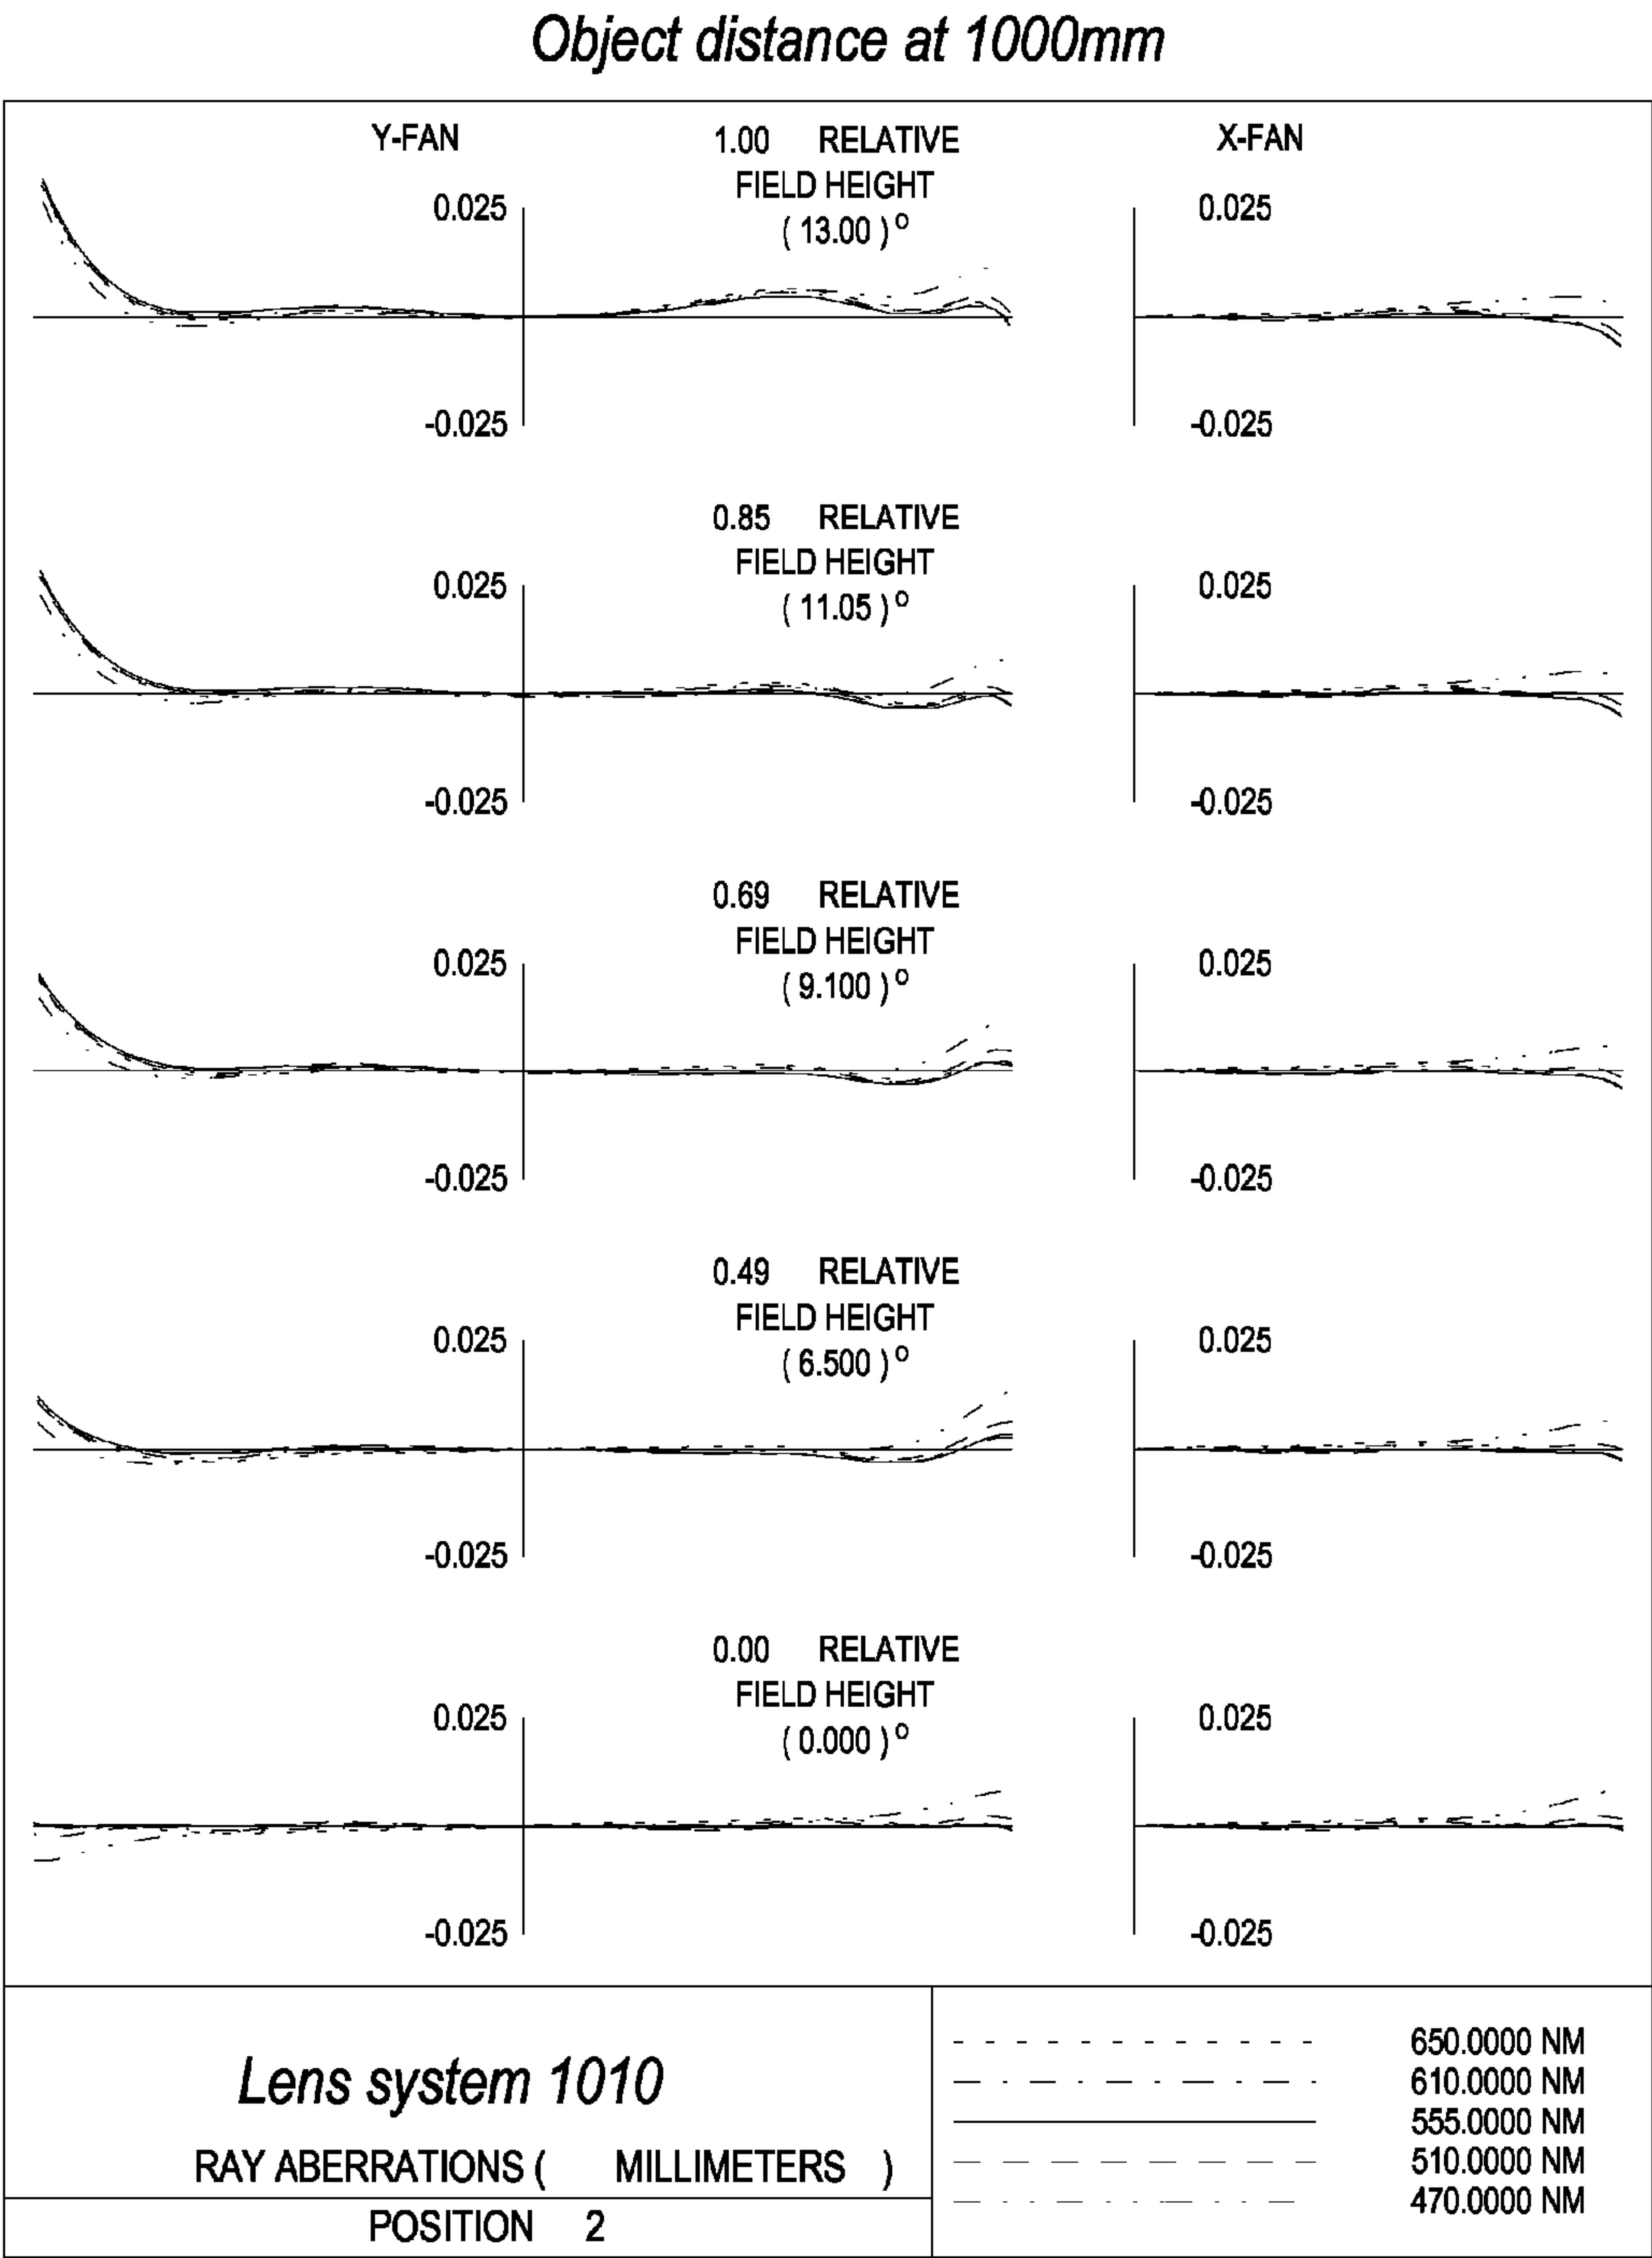 Object distance at 1000mm
Y-FAN 1.00 RELATIVE X-FAN
FIELD HEIGHT
0.025 0.025
( 13.00 ) O
-0.025 -0.025
0.85 RELATIVE
FIELD HEIGHT
0.025 0.025
( 11.05 ) O
-0.025 -0.025
0.69 RELATIVE
FIELD HEIGHT
0.025 0.025
( 9.100 ) O
-0.025 -0.025
0.49 RELATIVE
FIELD HEIGHT
0.025 0.025
( 6.500 ) O
-0.025 -0.025
0.00 RELATIVE
FIELD HEIGHT
0.025 0.025
( 0.000 ) O
-0.025 -0.025
Lens system 1010
RAY ABERRATIONS ( MILLIMETERS )
POSITION 2
650.0000 NM
610.0000 NM
555.0000 NM
510.0000 NM
470.0000 NM